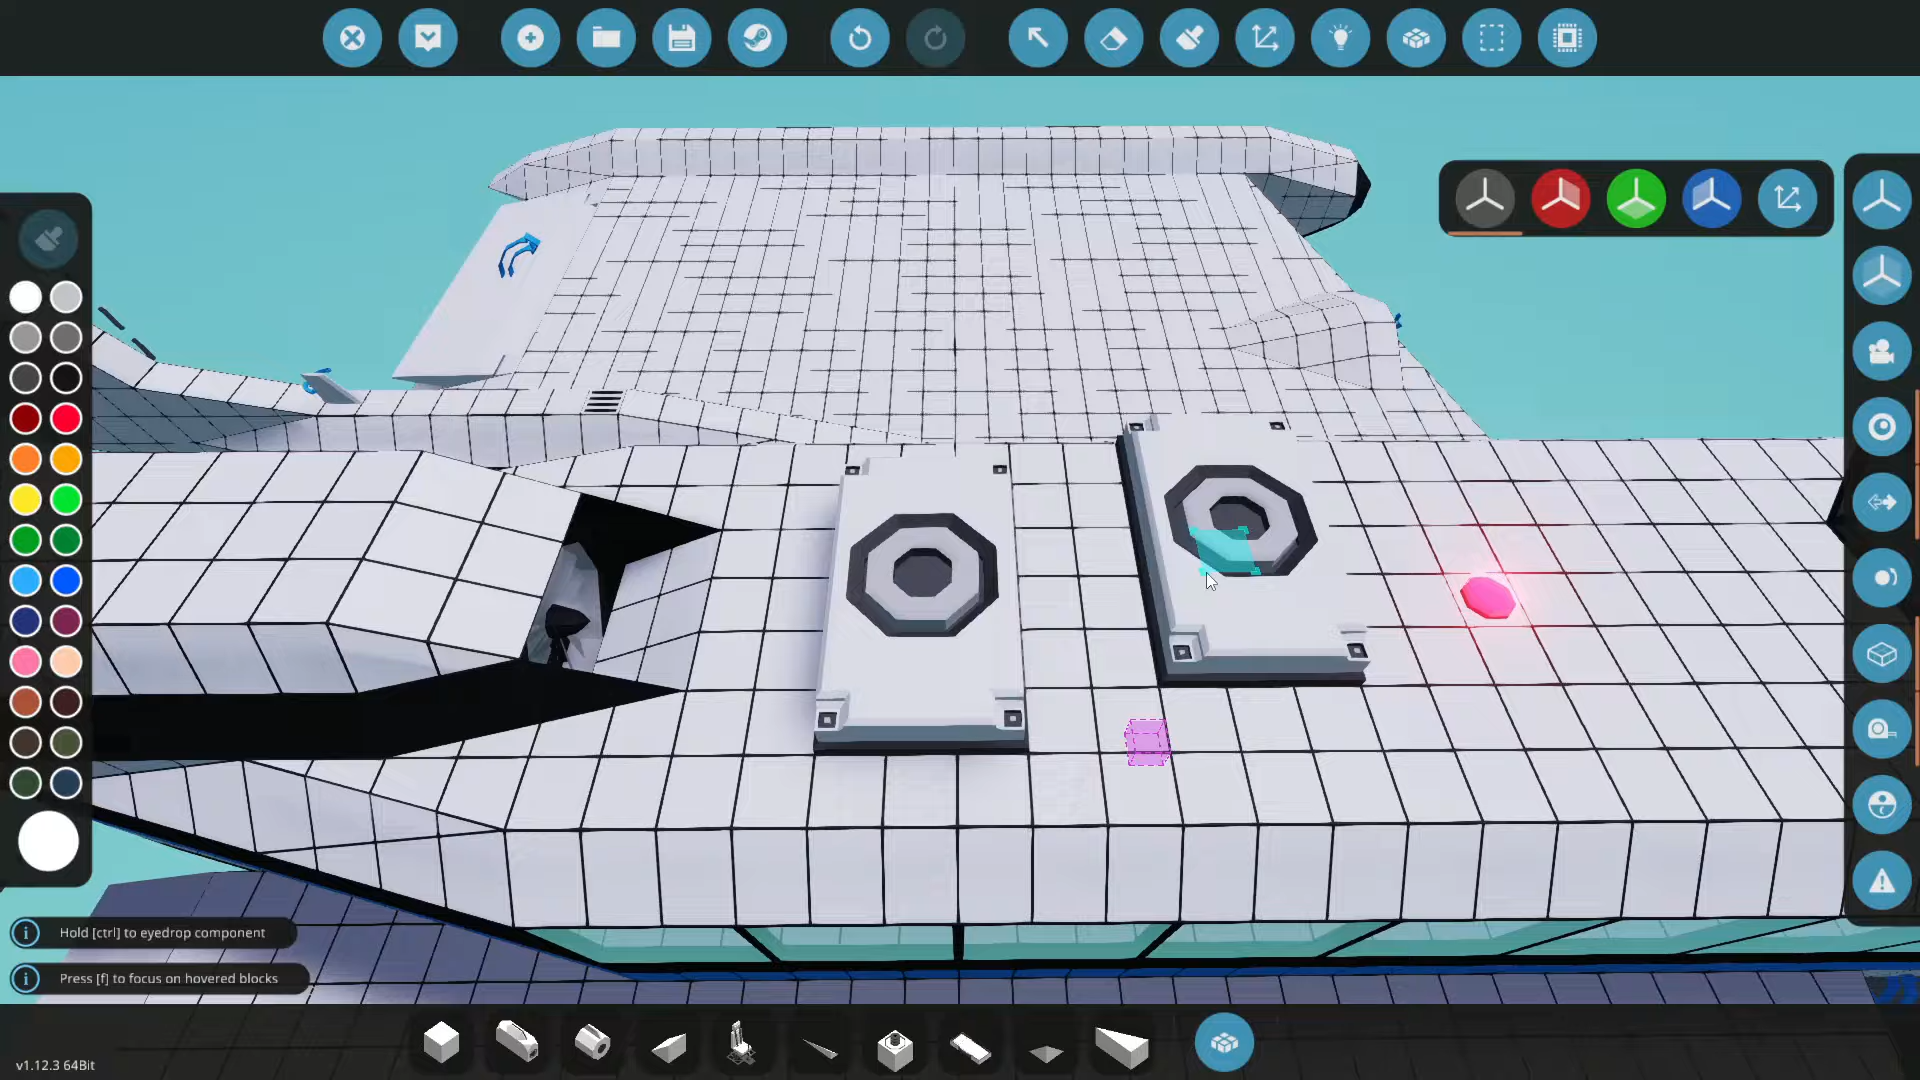 Hold [ctrl] to eyedrop component
Press [f] to focus on hovered blocks
v1.12.3 64Bit